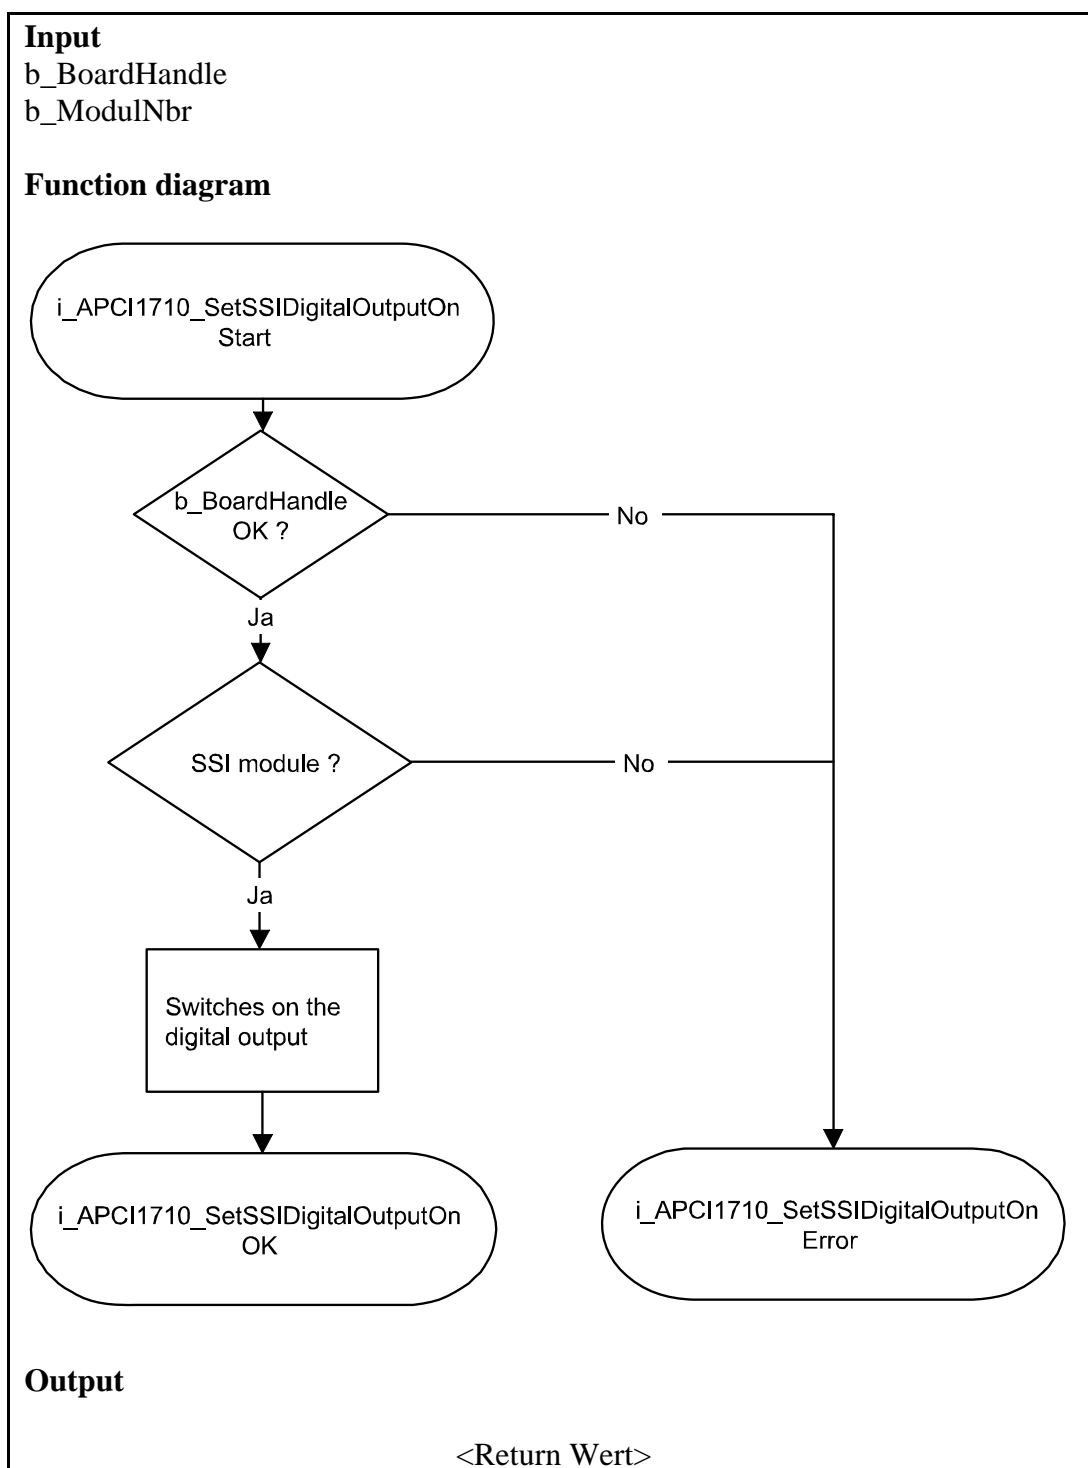 Input
b_BoardHandle
b_ModulNbr
Function diagram
i_APCI1710_SetSSIDigitalOutputOn
Start
b_BoardHandle
OK ?
No
Ja
SSI module ?
No
Ja
Switches on the
digital output
i_APCI1710_SetSSIDigitalOutputOn
OK
i_APCI1710_SetSSIDigitalOutputOn
Error
Output
<Return Wert>